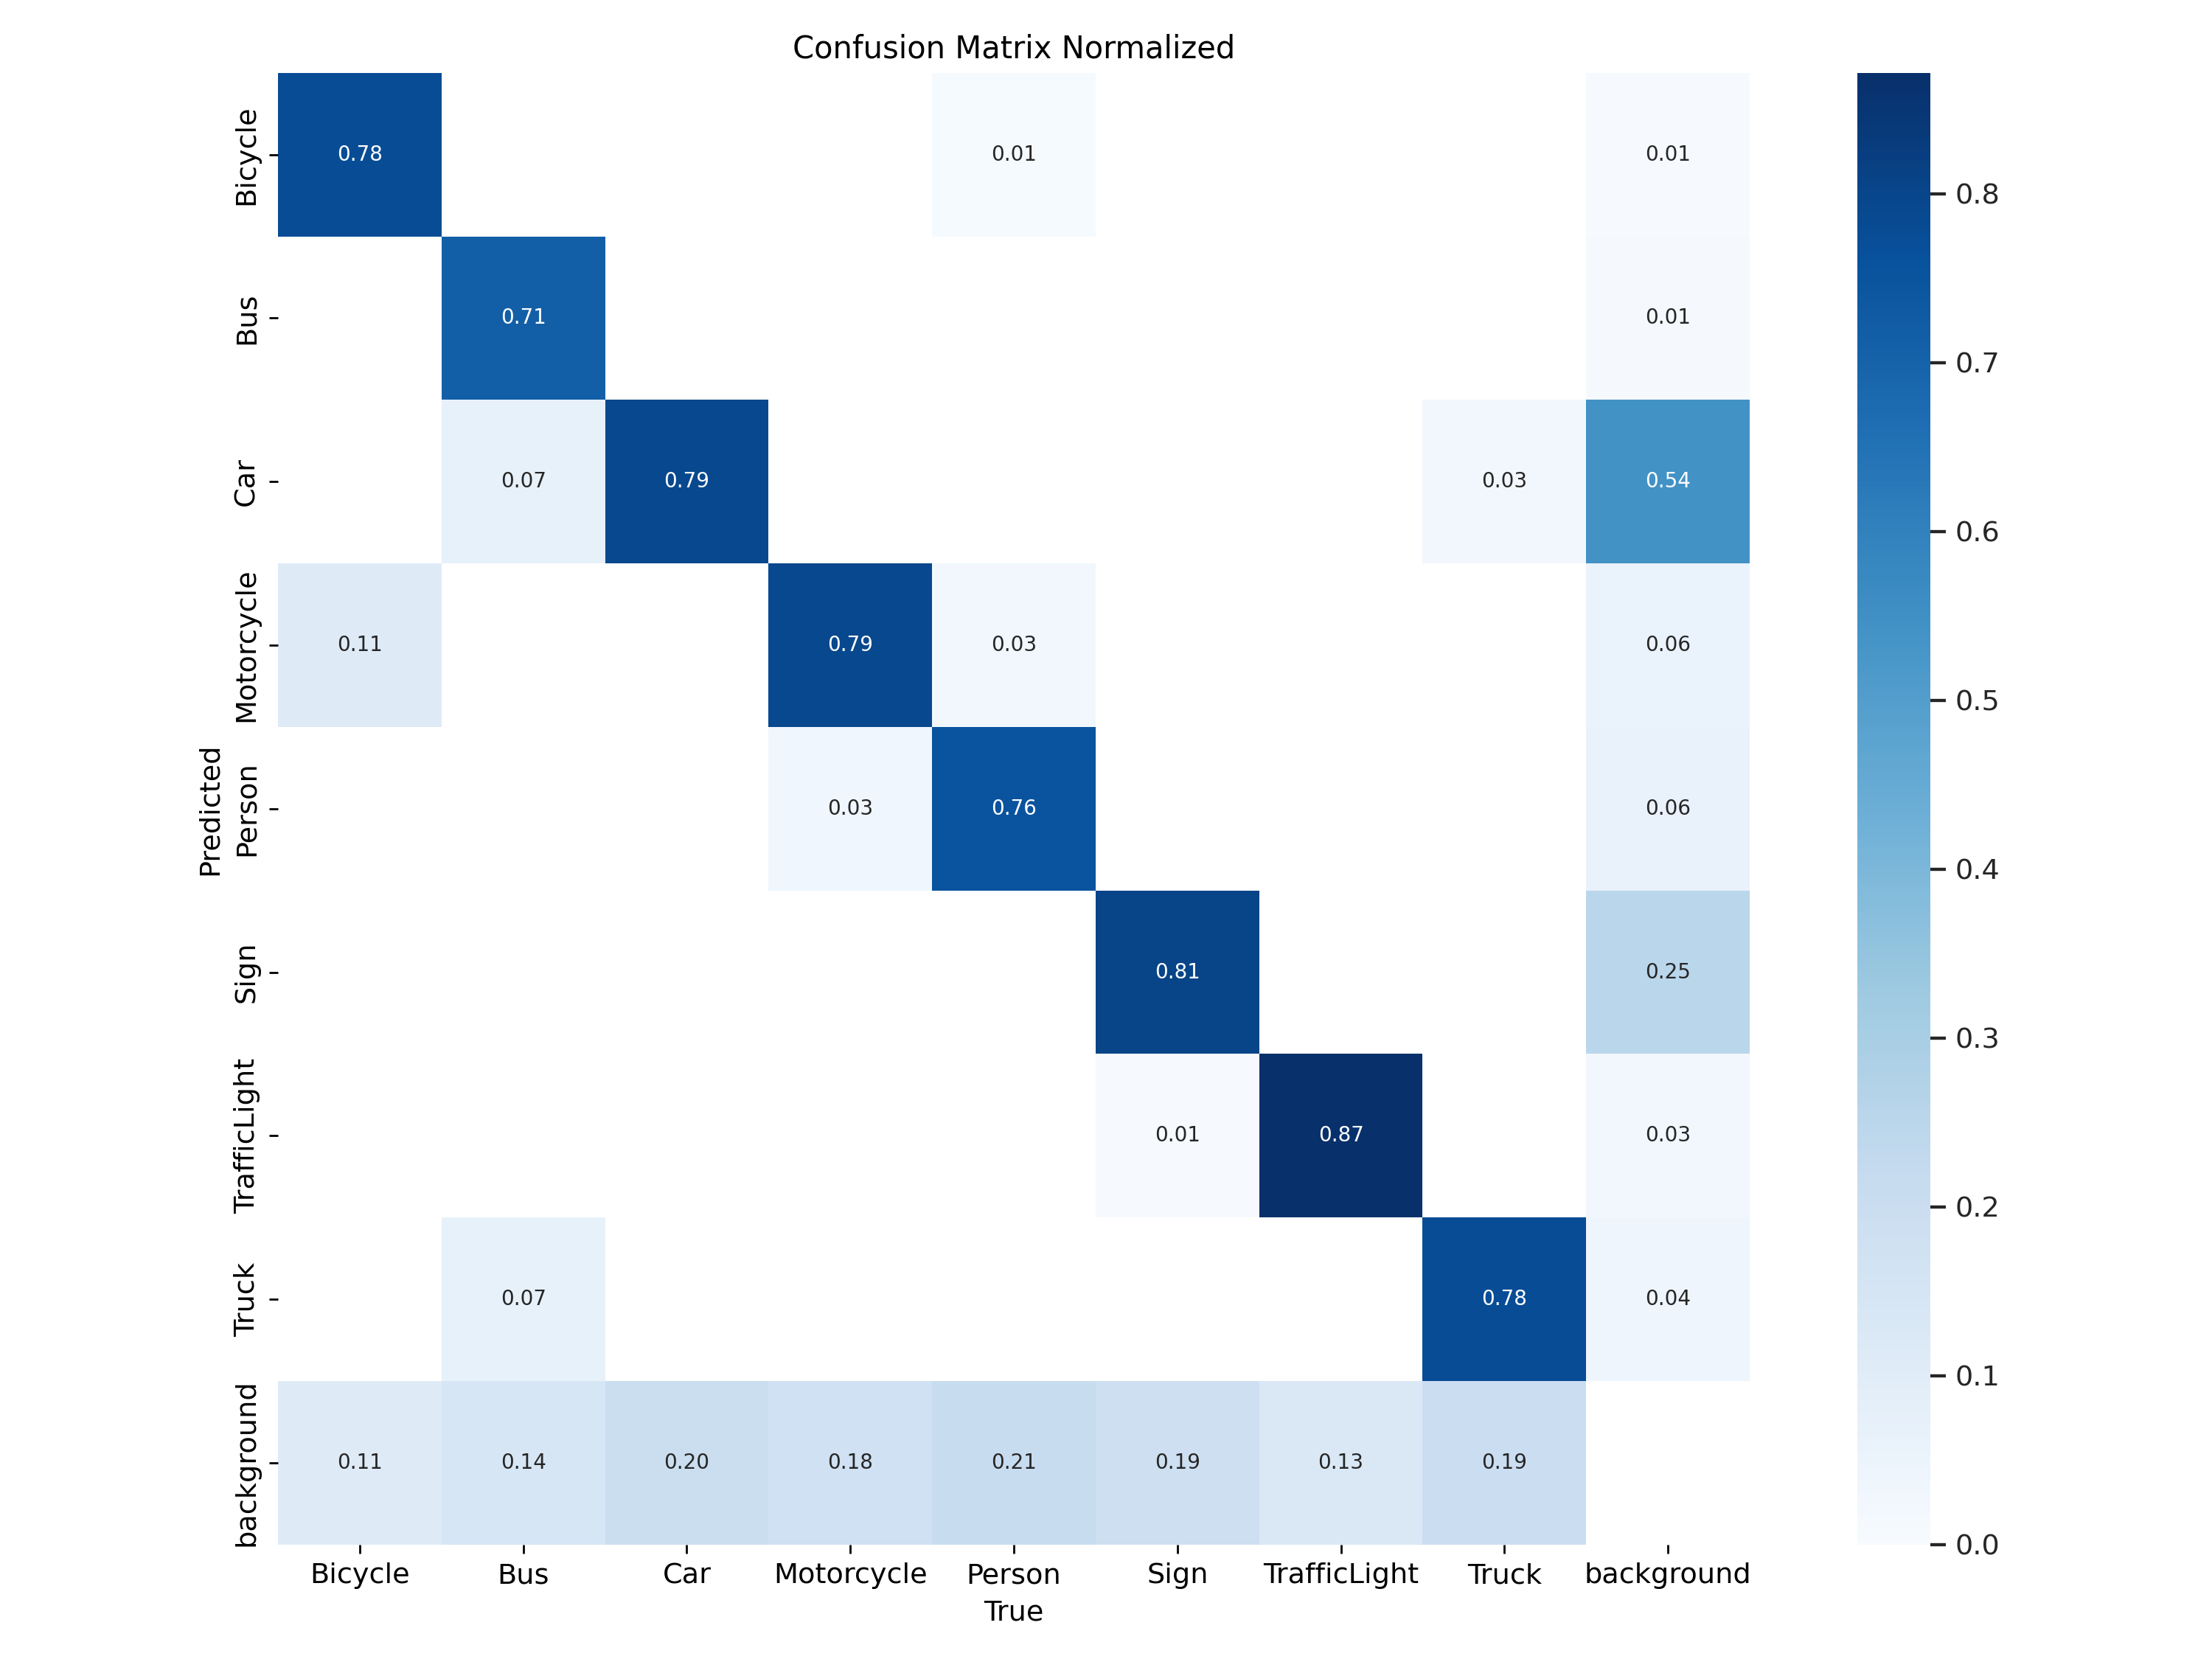 Confusion Matrix Normalized
Bicycle 0.78 0.01 0.01
Bus 0.71 0.01
Car 0.07 0.79 0.03 0.54
Motorcycle 0.11 0.79 0.03 0.06
Person 0.03 0.76 0.06
Sign 0.81 0.25
TrafficLight 0.01 0.87 0.03
Truck 0.07 0.78 0.04
background 0.11 0.14 0.20 0.18 0.21 0.19 0.13 0.19
Predicted
Bicycle Bus Car Motorcycle Person Sign TrafficLight Truck background
True
0.8
0.7
0.6
0.5
0.4
0.3
0.2
0.1
0.0